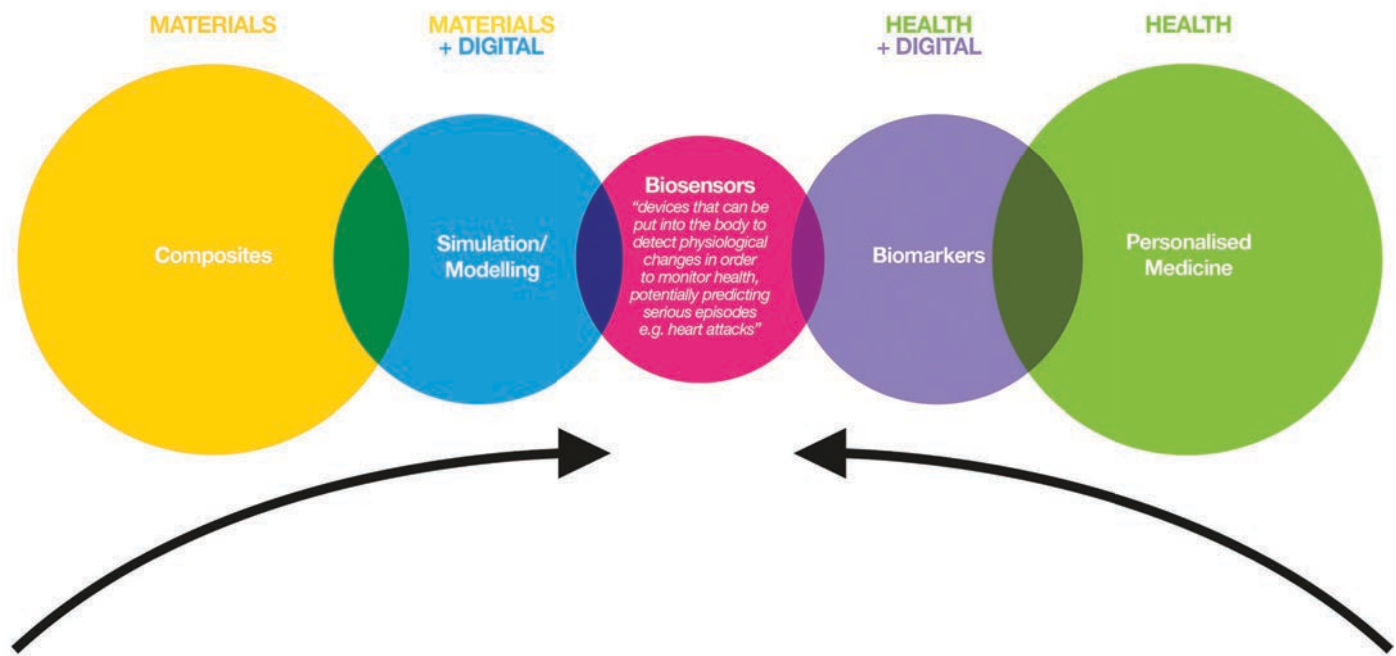 MATERIALS
MATERIALS
+ DIGITAL
HEALTH
+ DIGITAL
HEALTH
Composites
Simulation/
Modelling
Biosensors
“devices that can be
put into the body to
detect physiological
changes in order
to monitor health,
potentially predicting
serious episodes
e.g. heart attacks”
Biomarkers
Personalised
Medicine